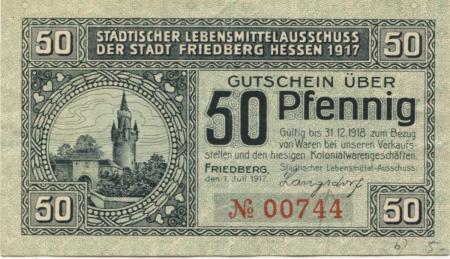 50
STÄDTISCHER LEBENSMITTELAUSSCHUSS
DER STADT FRIEDBERG HESSEN 1917
50
GUTSCHEIN ÜBER
50 Pfennig
Gültig bis 31.12.1918 zum Bezug
von Waren bei unseren Verkaufs-
stellen und den hiesigen Kolonialwarengeschäften.
FRIEDBERG,
den 1. Juli 1917.
Städtischer Lebensmittel-Ausschuss:
Langsdorf
№ 00744
50
50
b) 5-